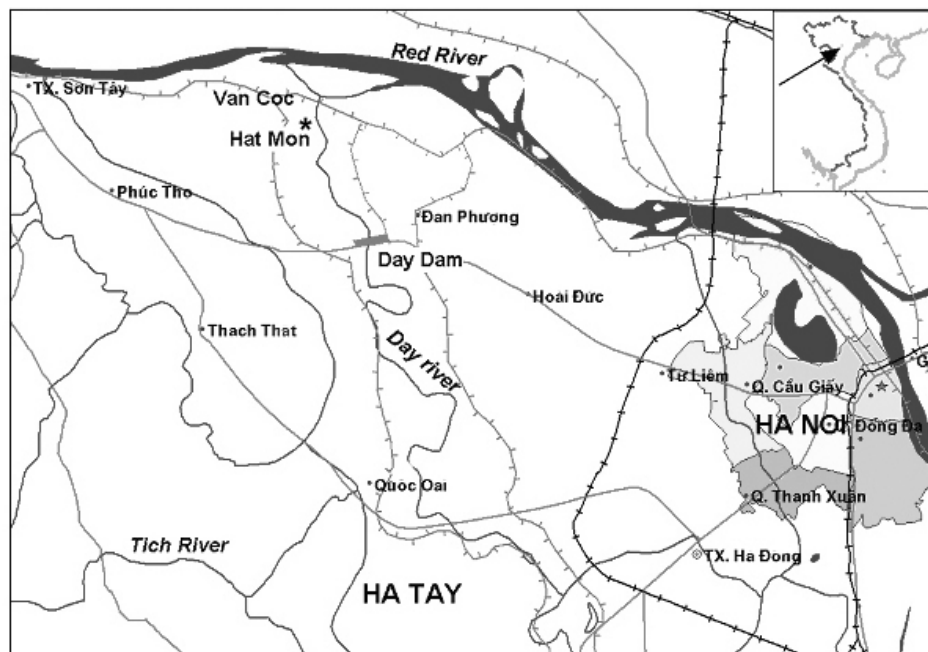 Red River
TX. Sơn Tây
Van Coc
Hat Mon
*
Phúc Tho
Đan Phương
Day Dam
Hoài Đức
Thach That
Day river
Từ Liêm
Q. Cầu Giấy
G
HA NOI
Đống Đa
Quốc Oai
Q. Thanh Xuân
Tich River
TX. Ha Đong
HA TAY